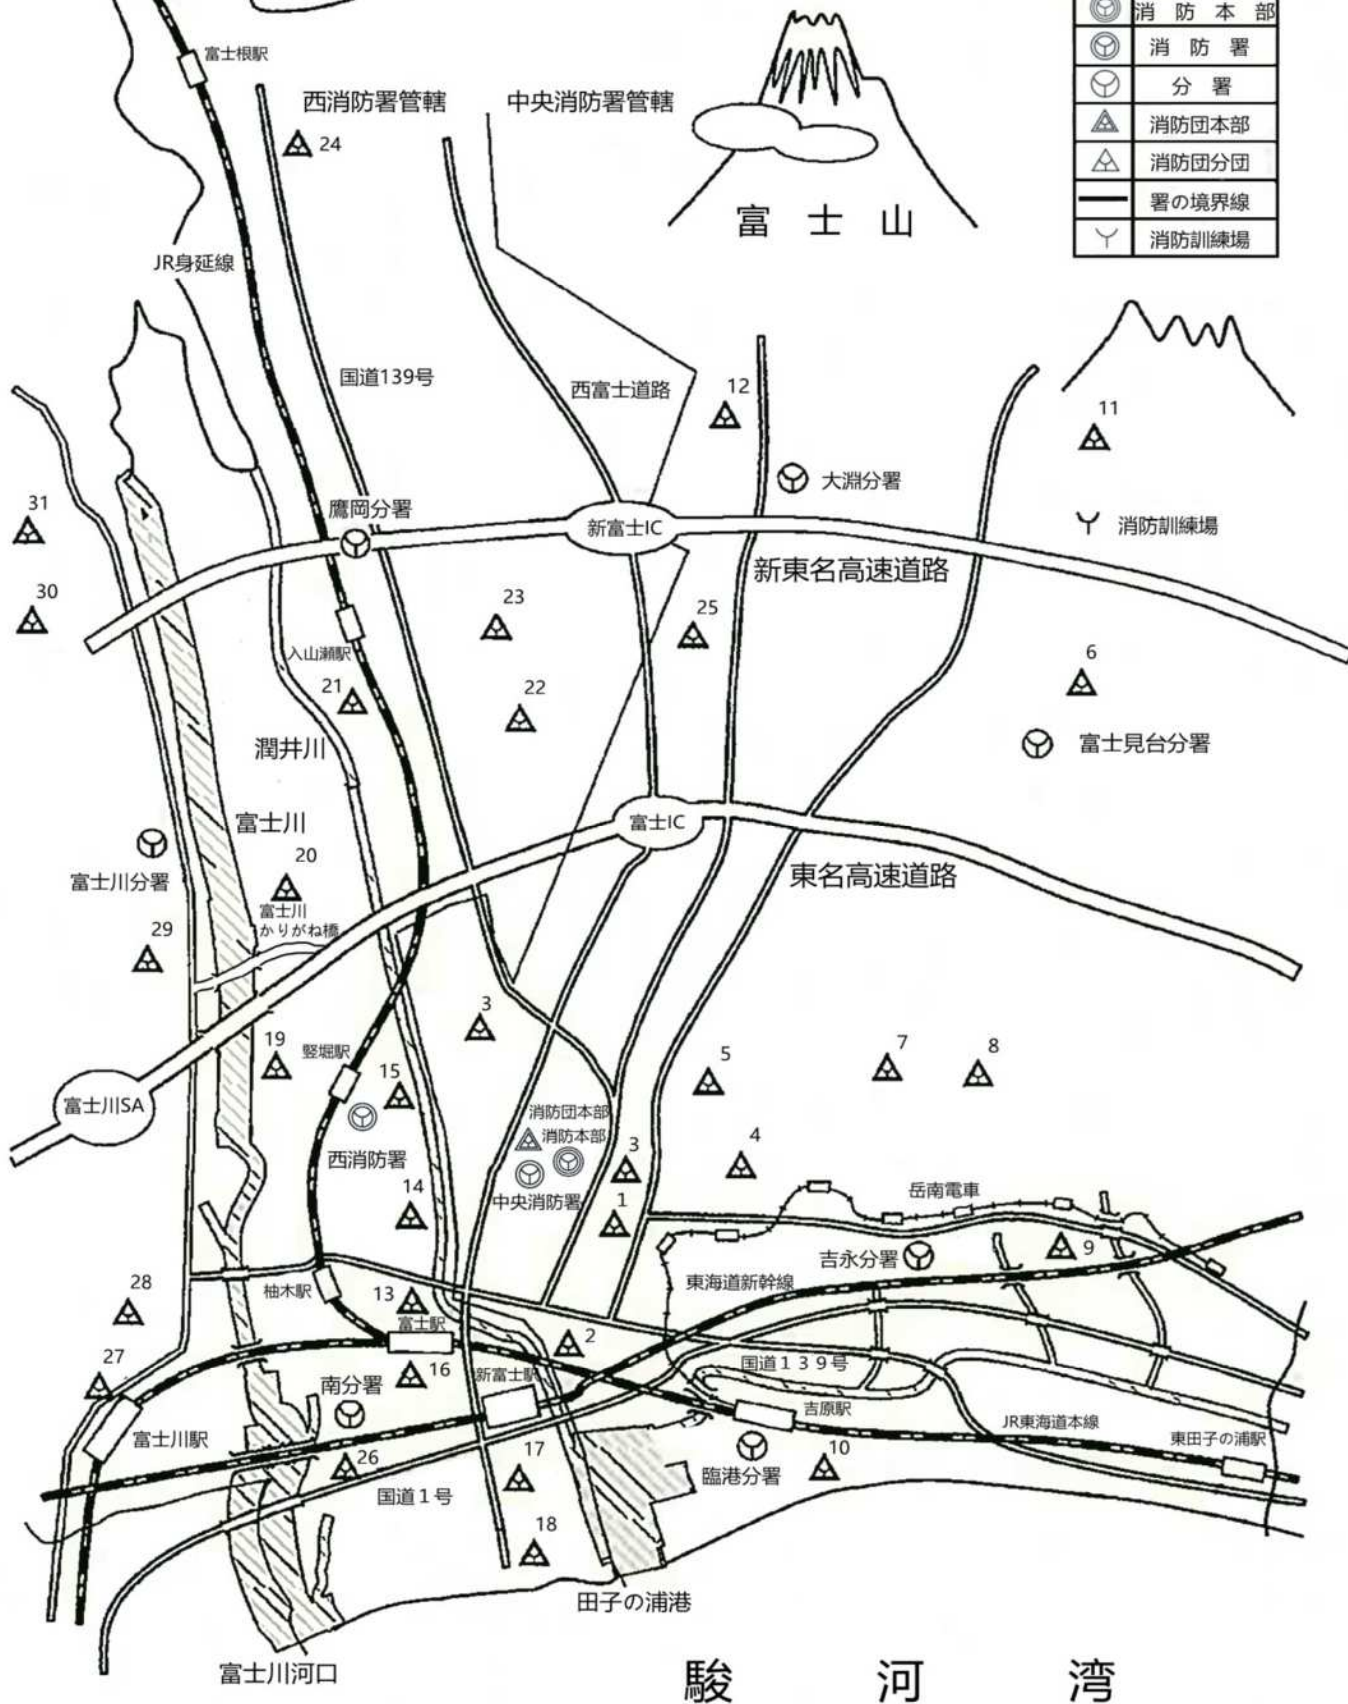 消防本部
消防署
分署
消防団本部
消防団分団
署の境界線
消防訓練場
富士根駅
西消防署管轄
中央消防署管轄
24
富士山
JR身延線
国道139号
西富士道路
12
11
大淵分署
31
鷹岡分署
新富士IC
消防訓練場
新東名高速道路
30
23
25
入山瀬駅
6
21
22
富士見台分署
潤井川
富士川
富士IC
20
富士川分署
東名高速道路
富士川
かりがね橋
29
3
19
竪堀駅
15
5
7
8
富士川SA
消防団本部
消防本部
西消防署
3
4
中央消防署
14
1
岳南電車
吉永分署
9
東海道新幹線
柚木駅
28
13
富士駅
2
国道139号
27
16
新富士駅
南分署
吉原駅
富士川駅
JR東海道本線
東田子の浦駅
26
17
臨港分署
10
国道1号
18
田子の浦港
富士川河口
駿河湾